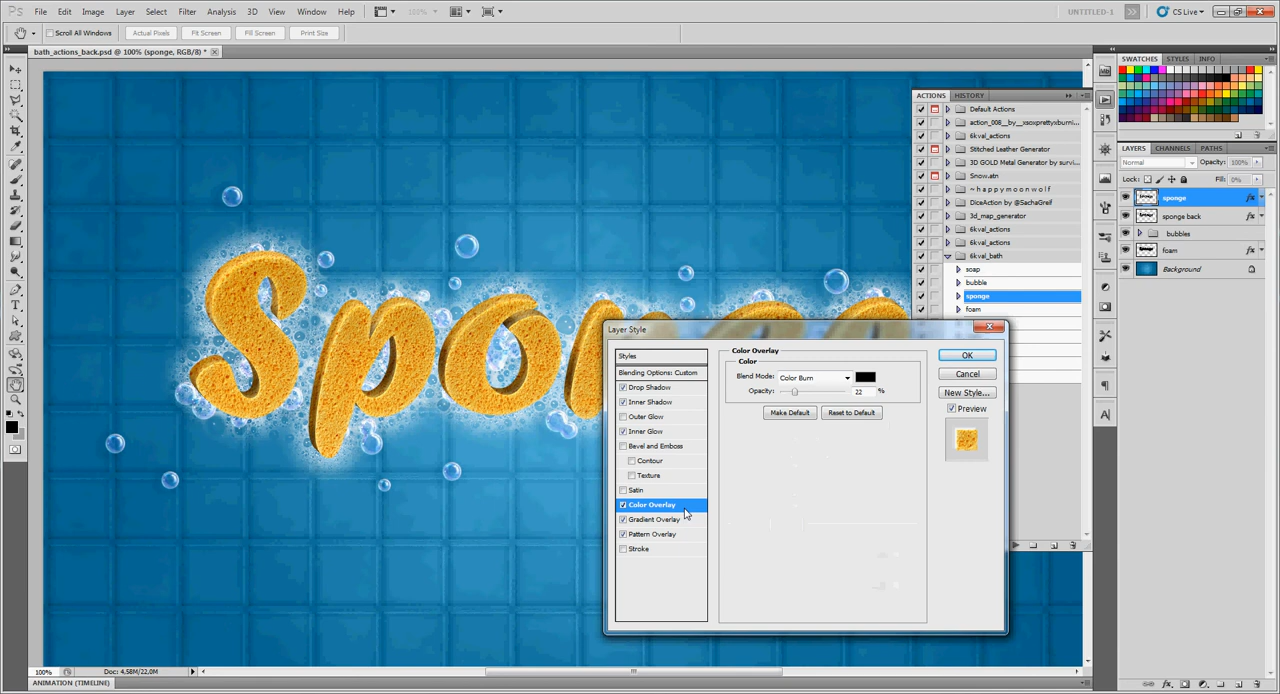 Ps File Edit Image Layer Select Filter Analysis 3D View Window Help 100% UNTITLED-1 CS Live
Scroll All Windows Actual Pixels Fit Screen Fill Screen Print Size
bath_actions_back.psd @ 100% (sponge, RGB/8) *
SWATCHES STYLES INFO
ACTIONS HISTORY
Default Actions
action_008__by__xsoxprettyxburni...
6kval_actions
Stitched Leather Generator
3D GOLD Metal Generator by survi...
Snow.atn
~ h a p p y m o o n w o l f
DiceAction by @SachaGreif
3d_map_generator
6kval_actions
6kval_actions
6kval_bath
soap
bubble
sponge
foam
LAYERS CHANNELS PATHS
Normal Opacity: 100%
Lock: Fill: 0%
sponge fx
sponge back fx
bubbles
foam fx
Background
Layer Style
Styles
Blending Options: Custom
Drop Shadow
Inner Shadow
Outer Glow
Inner Glow
Bevel and Emboss
Contour
Texture
Satin
Color Overlay
Gradient Overlay
Pattern Overlay
Stroke
Color Overlay
Color
Blend Mode: Color Burn
Opacity: 22 %
Make Default Reset to Default
OK
Cancel
New Style...
Preview
100% Doc: 4.58M/22.0M
ANIMATION (TIMELINE)